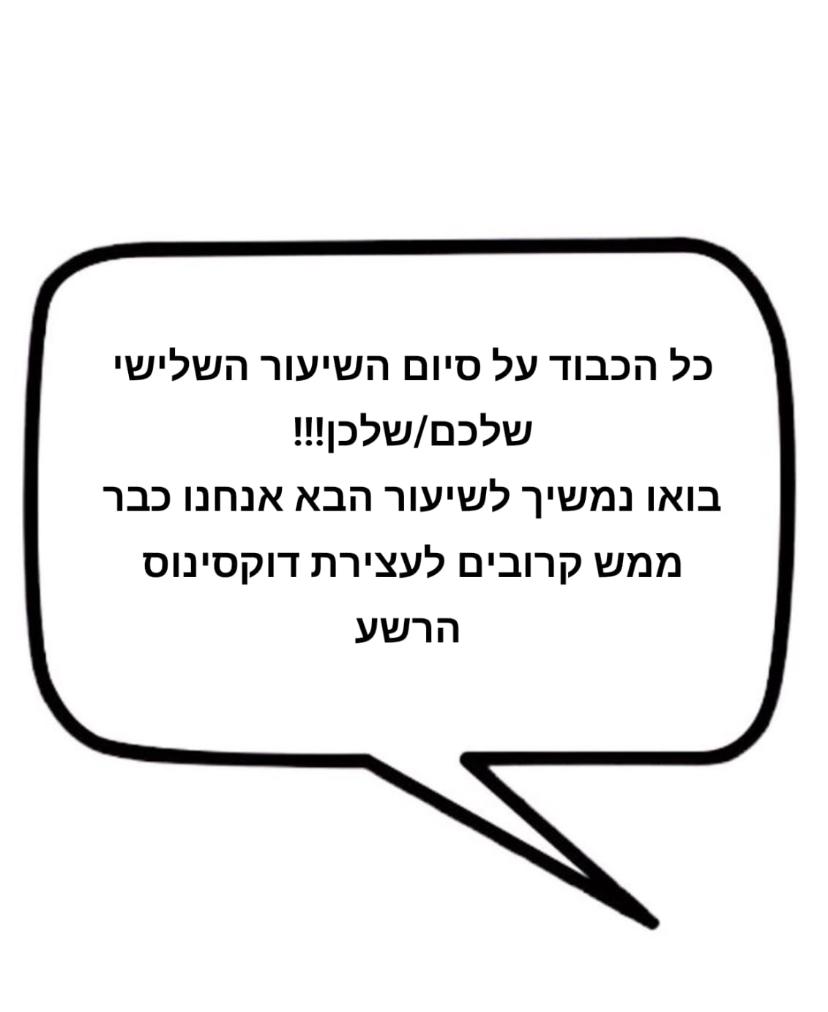 כל הכבוד על סיום השיעור השלישי
שלכם/שלכן!!!
בואו נמשיך לשיעור הבא אנחנו כבר
ממש קרובים לעצירת דוקסינוס
הרשע